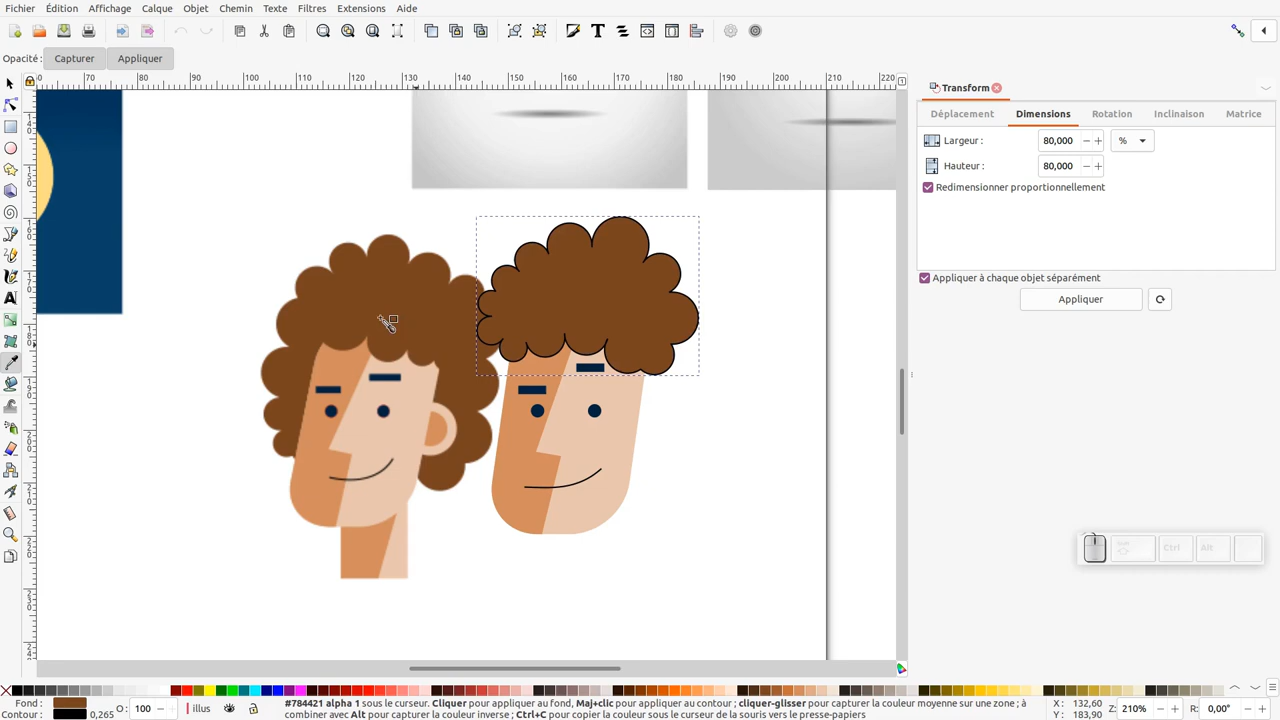 Fichier Édition Affichage Calque Objet Chemin Texte Filtres Extensions Aide
Opacité : Capturer Appliquer
0 70 80 90 100 110 120 130 140 150 160 170 180 190 200 210 220
Transform
Déplacement Dimensions Rotation Inclinaison Matrice
Largeur : 80,000 − + %
Hauteur : 80,000 − +
Redimensionner proportionnellement
Appliquer à chaque objet séparément
Appliquer
Ctrl Alt
Fond :
Contour : 0,265
O: 100
illus
#784421 alpha 1 sous le curseur. Cliquer pour appliquer au fond, Maj+clic pour appliquer au contour ; cliquer-glisser pour capturer la couleur moyenne sur une zone ; à
combiner avec Alt pour capturer la couleur inverse ; Ctrl+C pour copier la couleur sous le curseur de la souris vers le presse-papiers
X : 132,60
Y : 183,90
Z: 210% − +
R: 0,00° − +